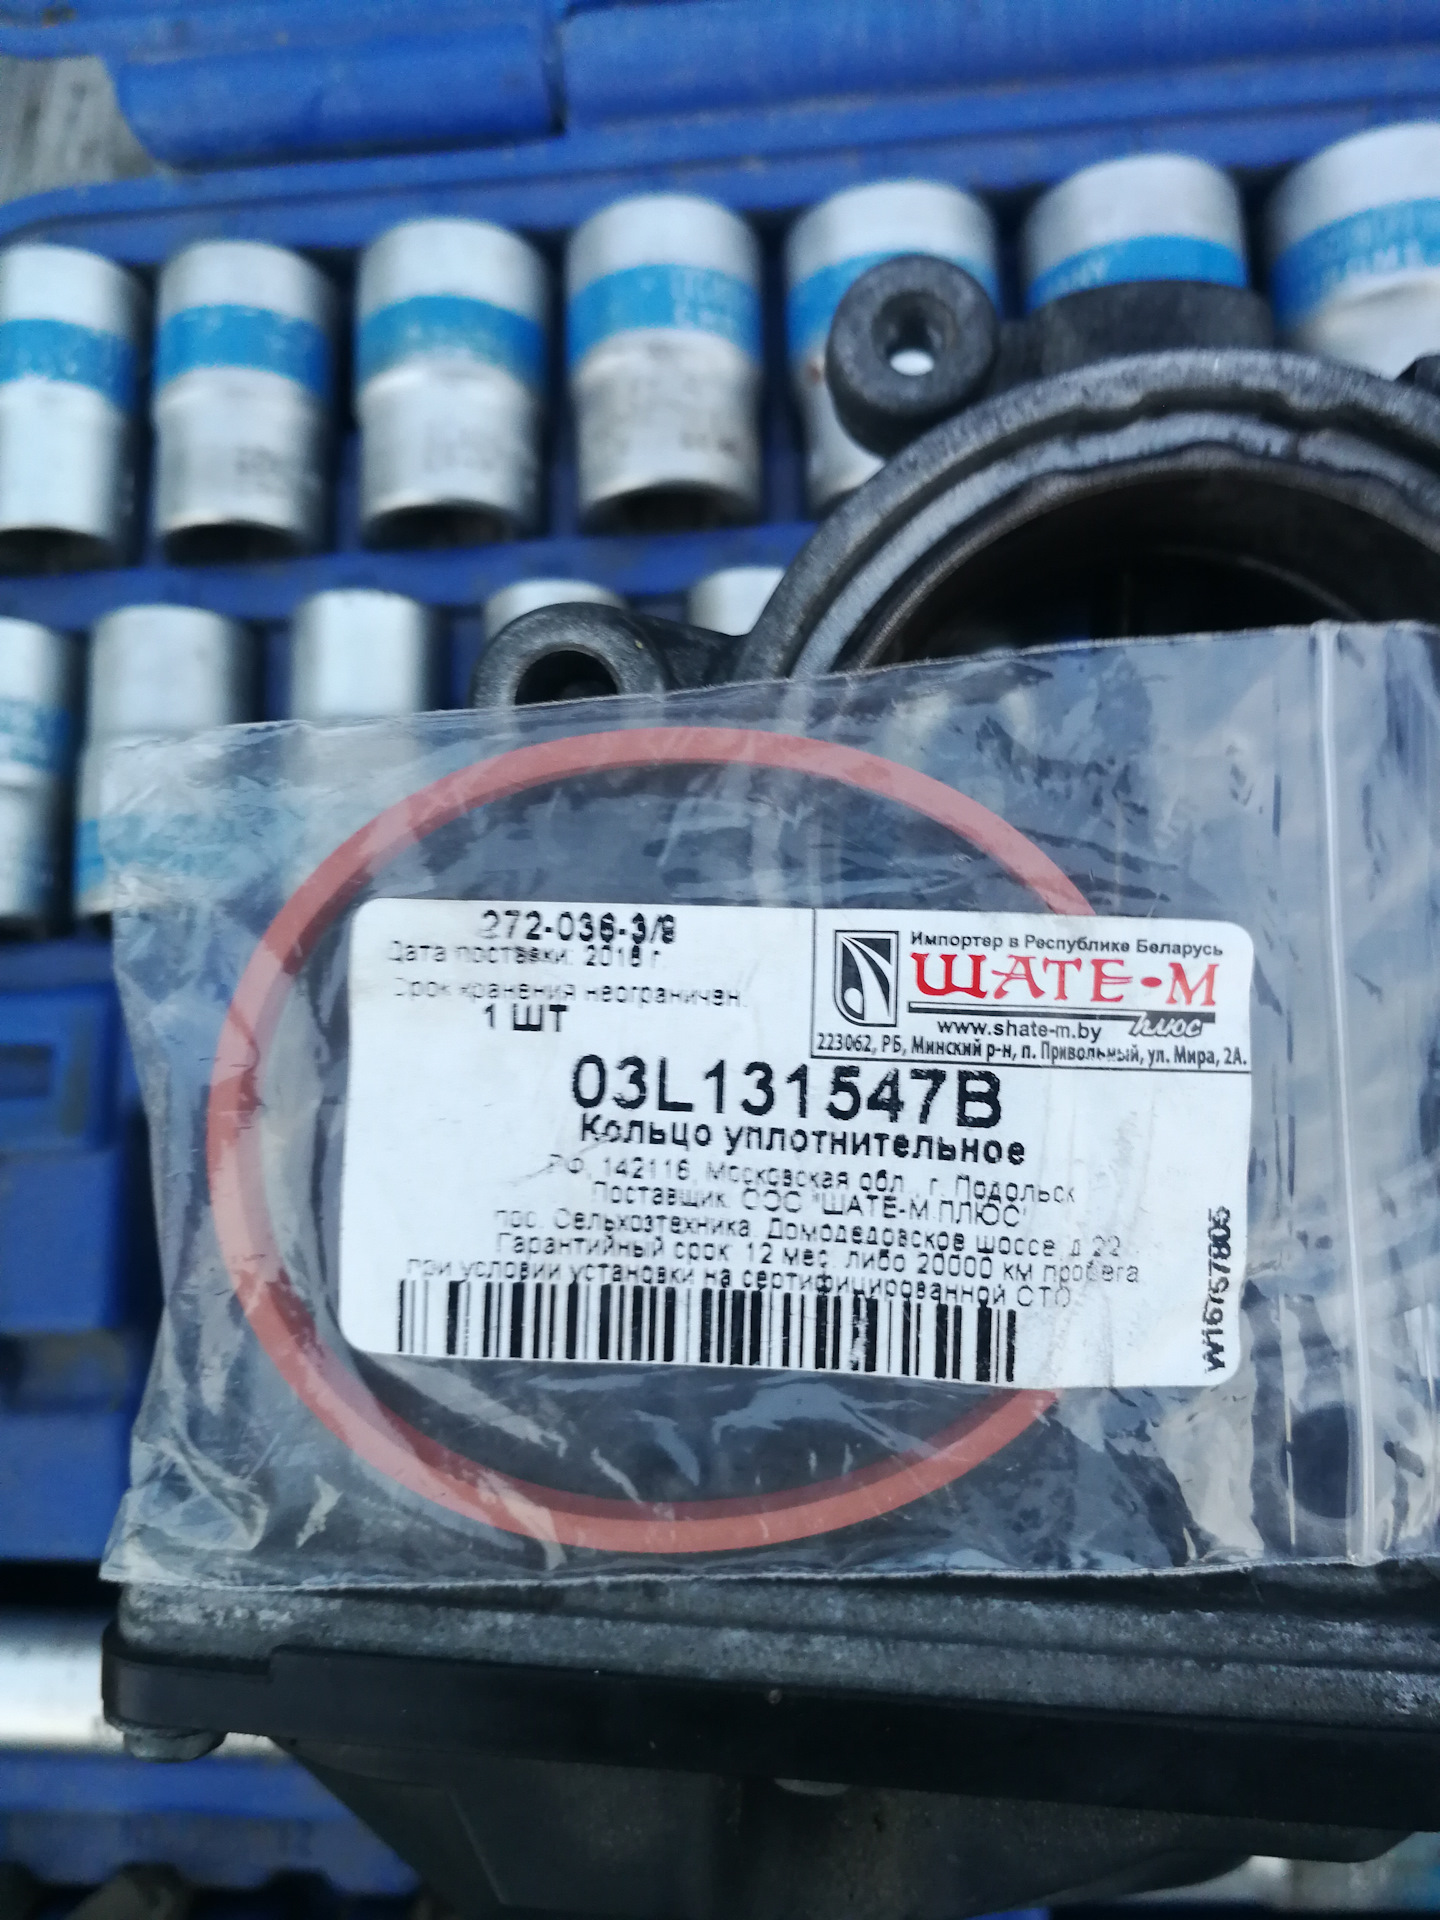 272-036-3/9
Дата поставки: 2018 г.
Срок хранения неограничен.
1 ШТ
Импортер в Республике Беларусь
ШАТЕ-М
плюс
www.shate-m.by
223062, РБ, Минский р-н, п. Привольный, ул. Мира, 2А.
03L131547B
Кольцо уплотнительное
РФ, 142116, Московская обл., г. Подольск
Поставщик: ООО "ШАТЕ-М ПЛЮС"
пос. Сельхозтехника, Домодедовское шоссе, д.22
Гарантийный срок 12 мес. либо 20000 км пробега
при условии установки на сертифицированной СТО
W16757805